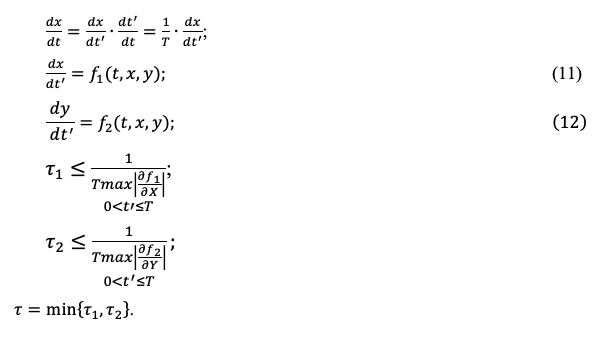 dx/dt = dx/dt′ · dt′/dt = 1/T · dx/dt′;
dx/dt′ = f₁(t, x, y); (11)
dy/dt′ = f₂(t, x, y); (12)
τ₁ ≤ 1/(Tmax|∂f₁/∂X|);
0<t′≤T
τ₂ ≤ 1/(Tmax|∂f₂/∂Y|);
0<t′≤T
τ = min{τ₁, τ₂}.